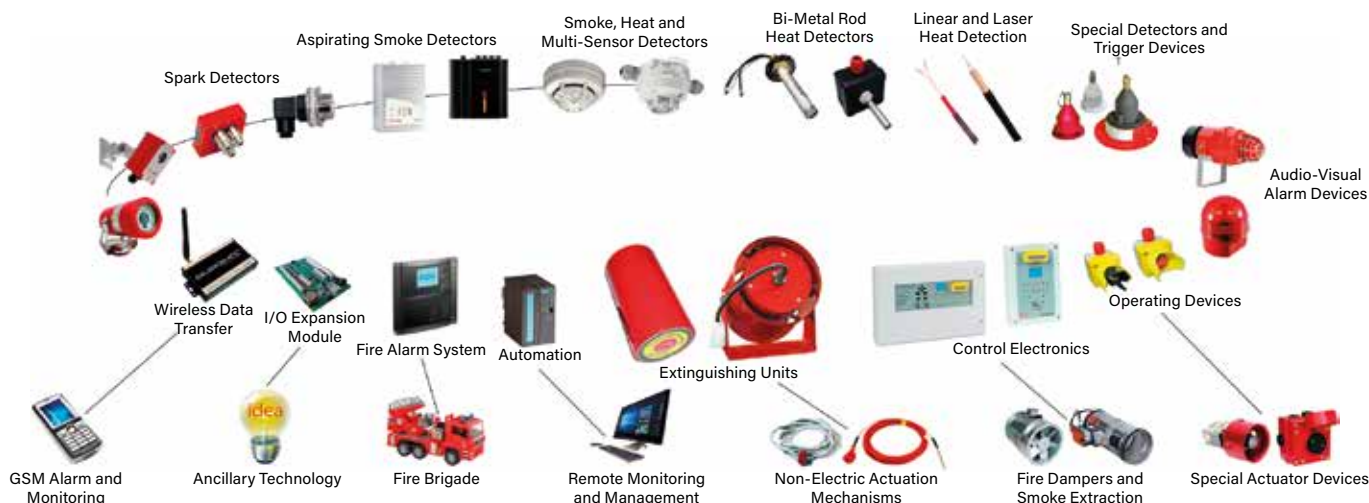 Spark Detectors
Aspirating Smoke Detectors
Smoke, Heat and
Multi-Sensor Detectors
Bi-Metal Rod
Heat Detectors
Linear and Laser
Heat Detection
Special Detectors and
Trigger Devices
Audio-Visual
Alarm Devices
Wireless Data
Transfer
I/O Expansion
Module
Fire Alarm System
Automation
Extinguishing Units
Control Electronics
Operating Devices
idea
GSM Alarm and
Monitoring
Ancillary Technology
Fire Brigade
Remote Monitoring
and Management
Non-Electric Actuation
Mechanisms
Fire Dampers and
Smoke Extraction
Special Actuator Devices